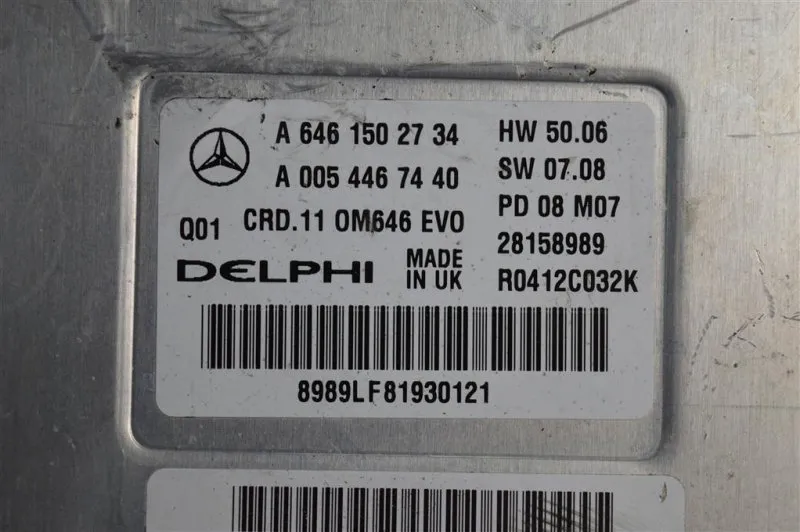 A 646 150 27 34 HW 50.06
A 005 446 74 40 SW 07.08
Q01 CRD.11 OM646 EVO PD 08 M07
DELPHI MADE IN UK 28158989
R0412C032K
8989LF81930121